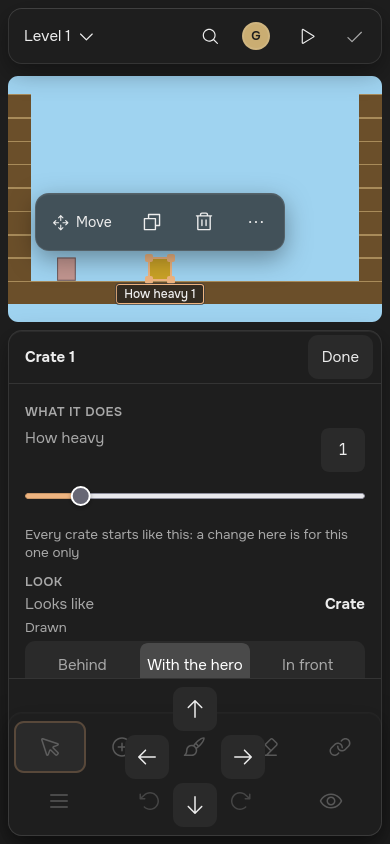 Level 1
G
Move
How heavy 1
Crate 1
Done
WHAT IT DOES
How heavy
1
Every crate starts like this: a change here is for this
one only
LOOK
Looks like
Crate
Drawn
Behind
With the hero
In front